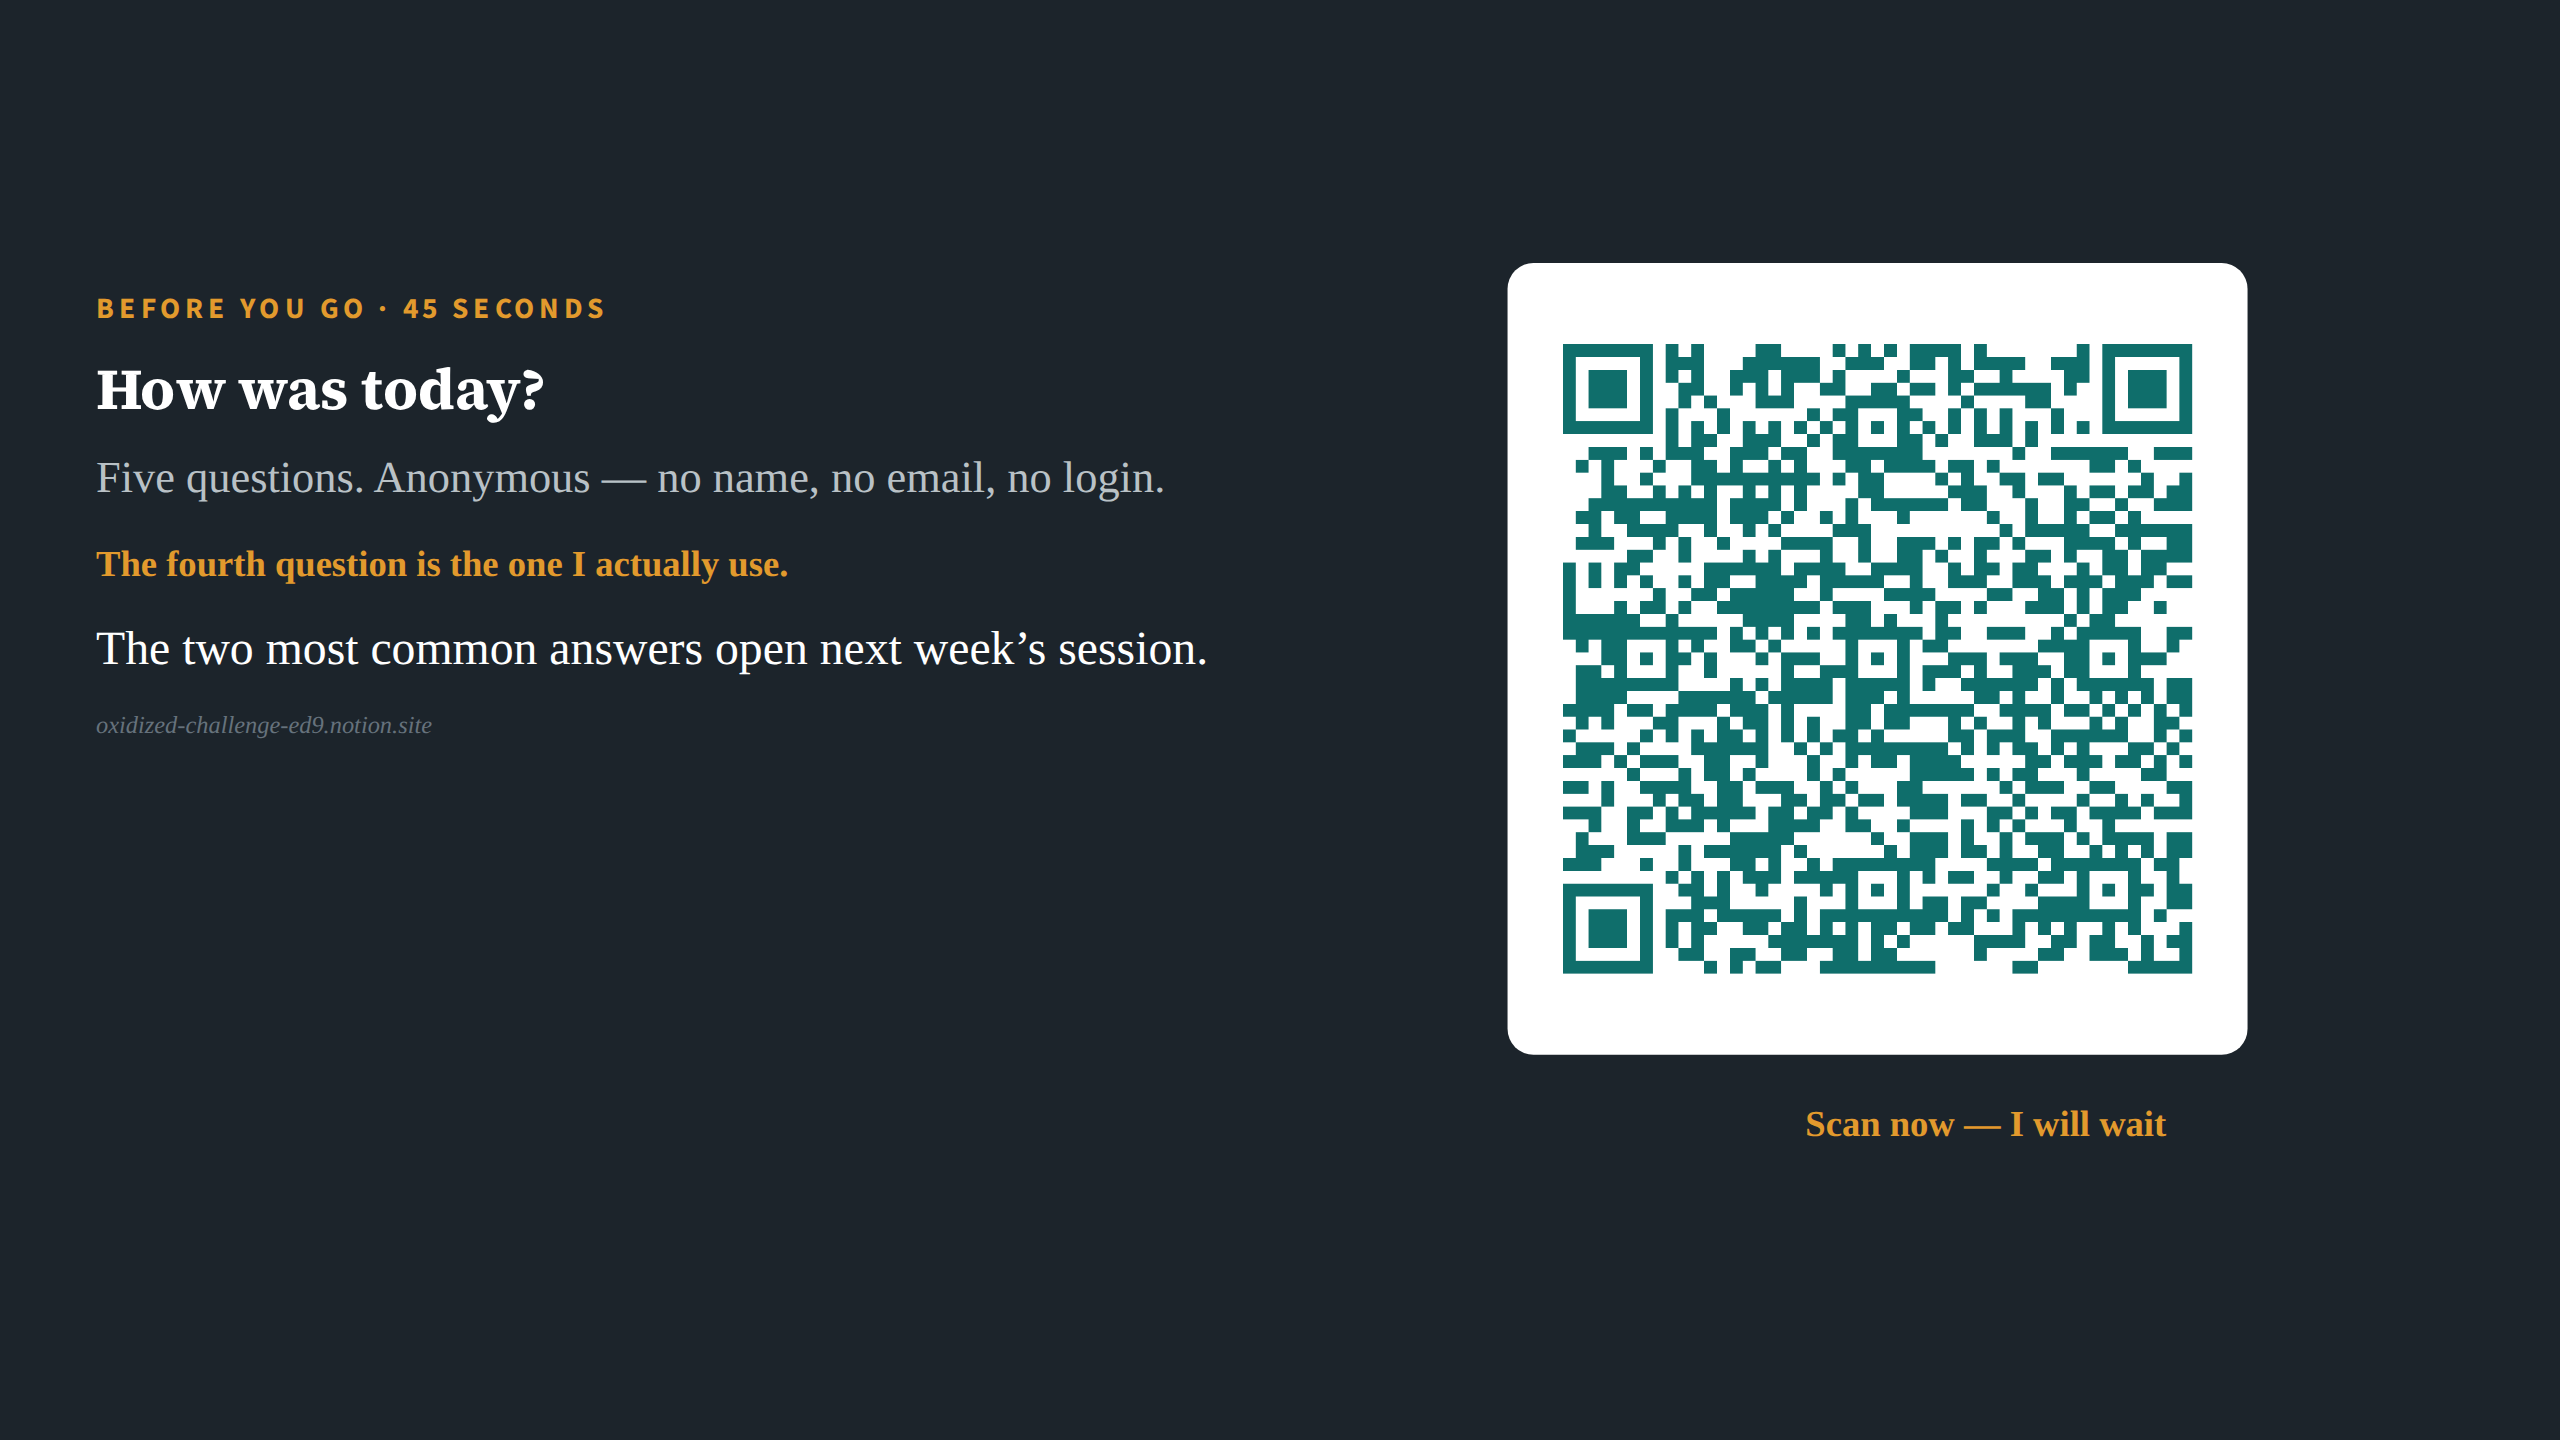 BEFORE YOU GO · 45 SECONDS
How was today?
Five questions. Anonymous — no name, no email, no login.
The fourth question is the one I actually use.
The two most common answers open next week’s session.
oxidized-challenge-ed9.notion.site
Scan now — I will wait